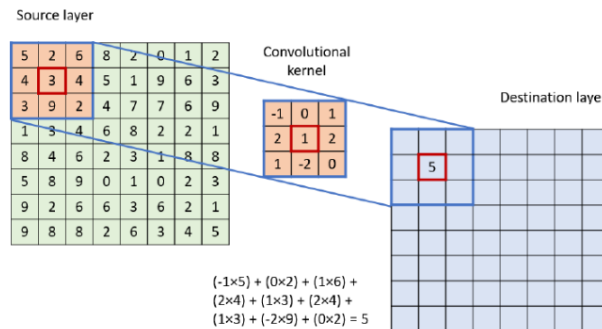 Source layer
Convolutional
kernel
Destination laye
5 2 6 8 2 0 1 2
4 3 4 5 1 9 6 3
3 9 2 4 7 7 6 9
1 3 4 6 8 2 2 1
8 4 6 2 3 1 8 8
5 8 9 0 1 0 2 3
9 2 6 6 3 6 2 1
9 8 8 2 6 3 4 5
-1 0 1
2 1 2
1 -2 0
5
(-1×5) + (0×2) + (1×6) +
(2×4) + (1×3) + (2×4) +
(1×3) + (-2×9) + (0×2) = 5